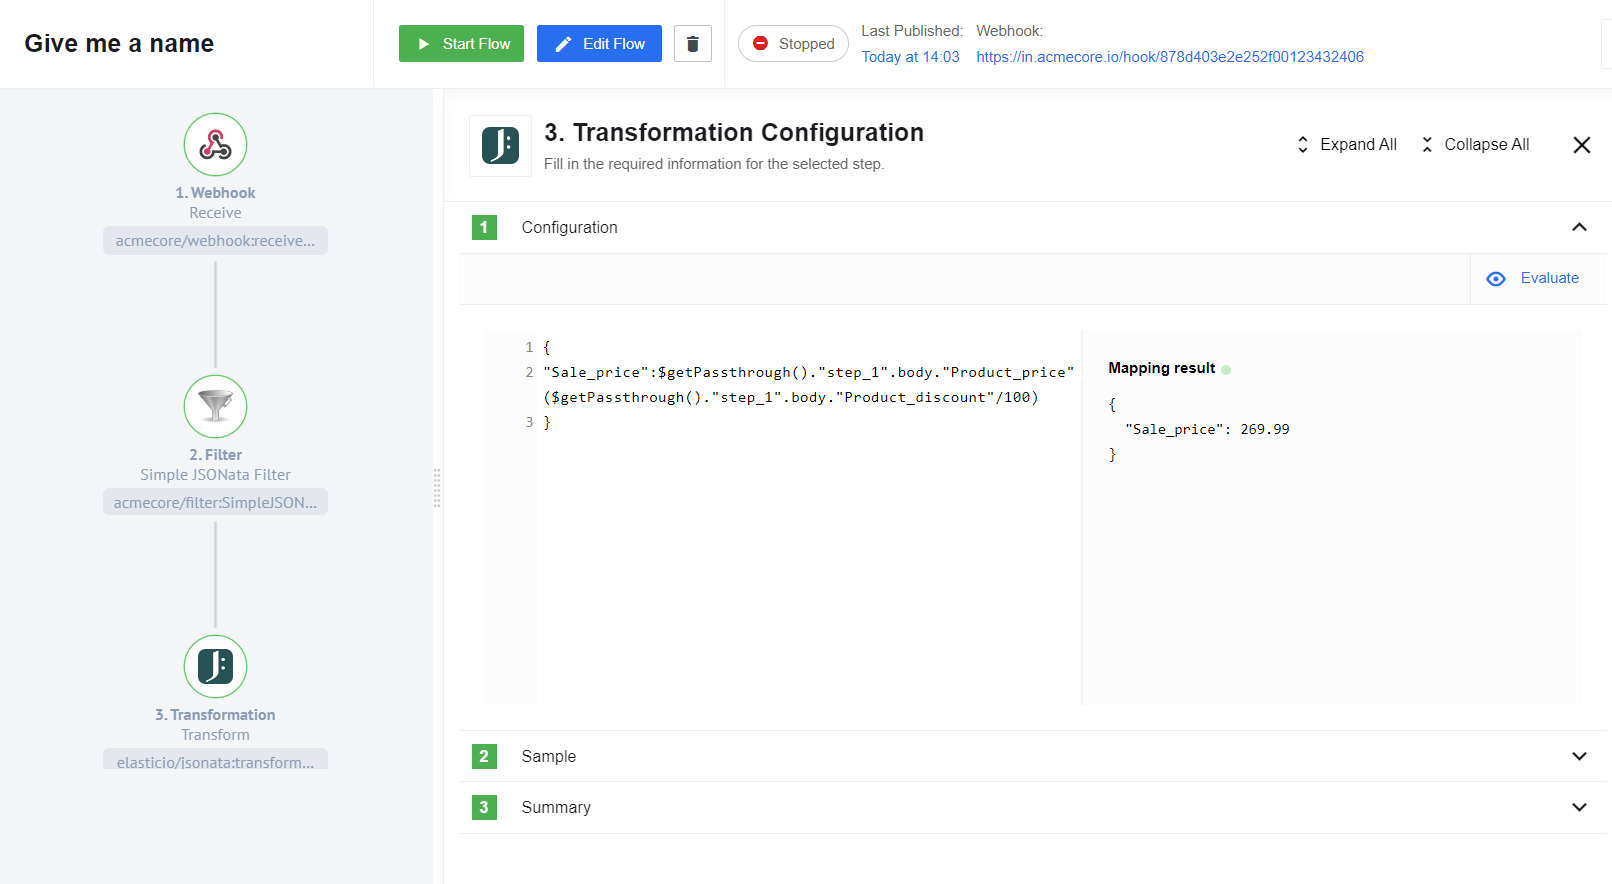 Give me a name
Start Flow
Edit Flow
Stopped
Last Published:
Today at 14:03
Webhook:
https://in.acmecore.io/hook/878d403e2e252f00123432406
1. Webhook
Receive
acmecore/webhook:receive...
2. Filter
Simple JSONata Filter
acmecore/filter:SimpleJSON...
3. Transformation
Transform
elasticio/jsonata:transform...
3. Transformation Configuration
Fill in the required information for the selected step.
Expand All
Collapse All
1 Configuration
Evaluate
1 {
2 "Sale_price":$getPassthrough()."step_1".body."Product_price"
($getPassthrough()."step_1".body."Product_discount"/100)
3 }
Mapping result
{
"Sale_price": 269.99
}
2 Sample
3 Summary